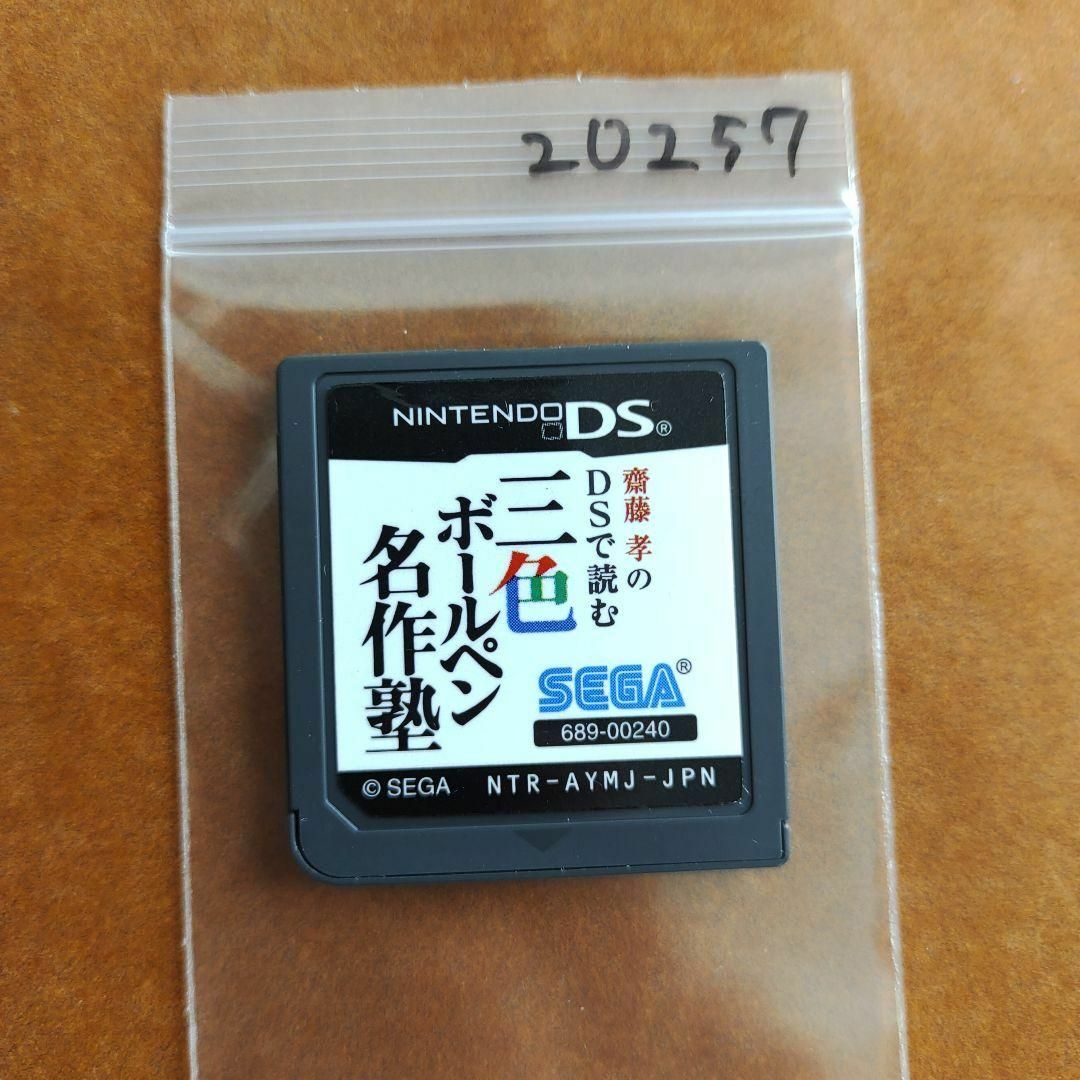 20257
NINTENDO DS®
齋藤 孝の
DSで読む
三色
ボールペン
名作塾
SEGA®
689-00240
© SEGA NTR-AYMJ-JPN